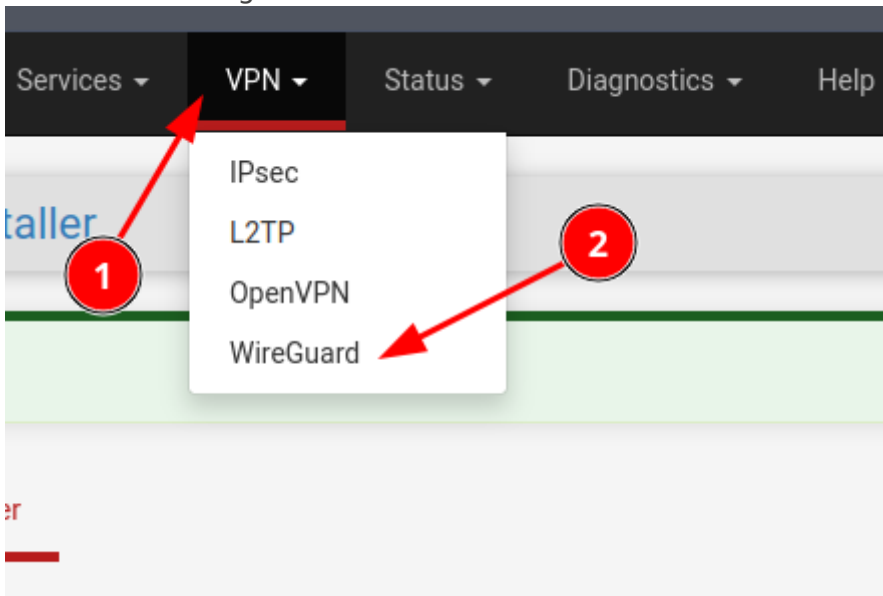 Services VPN Status Diagnostics Help
IPsec
taller
L2TP
2
1
OpenVPN
WireGuard
er